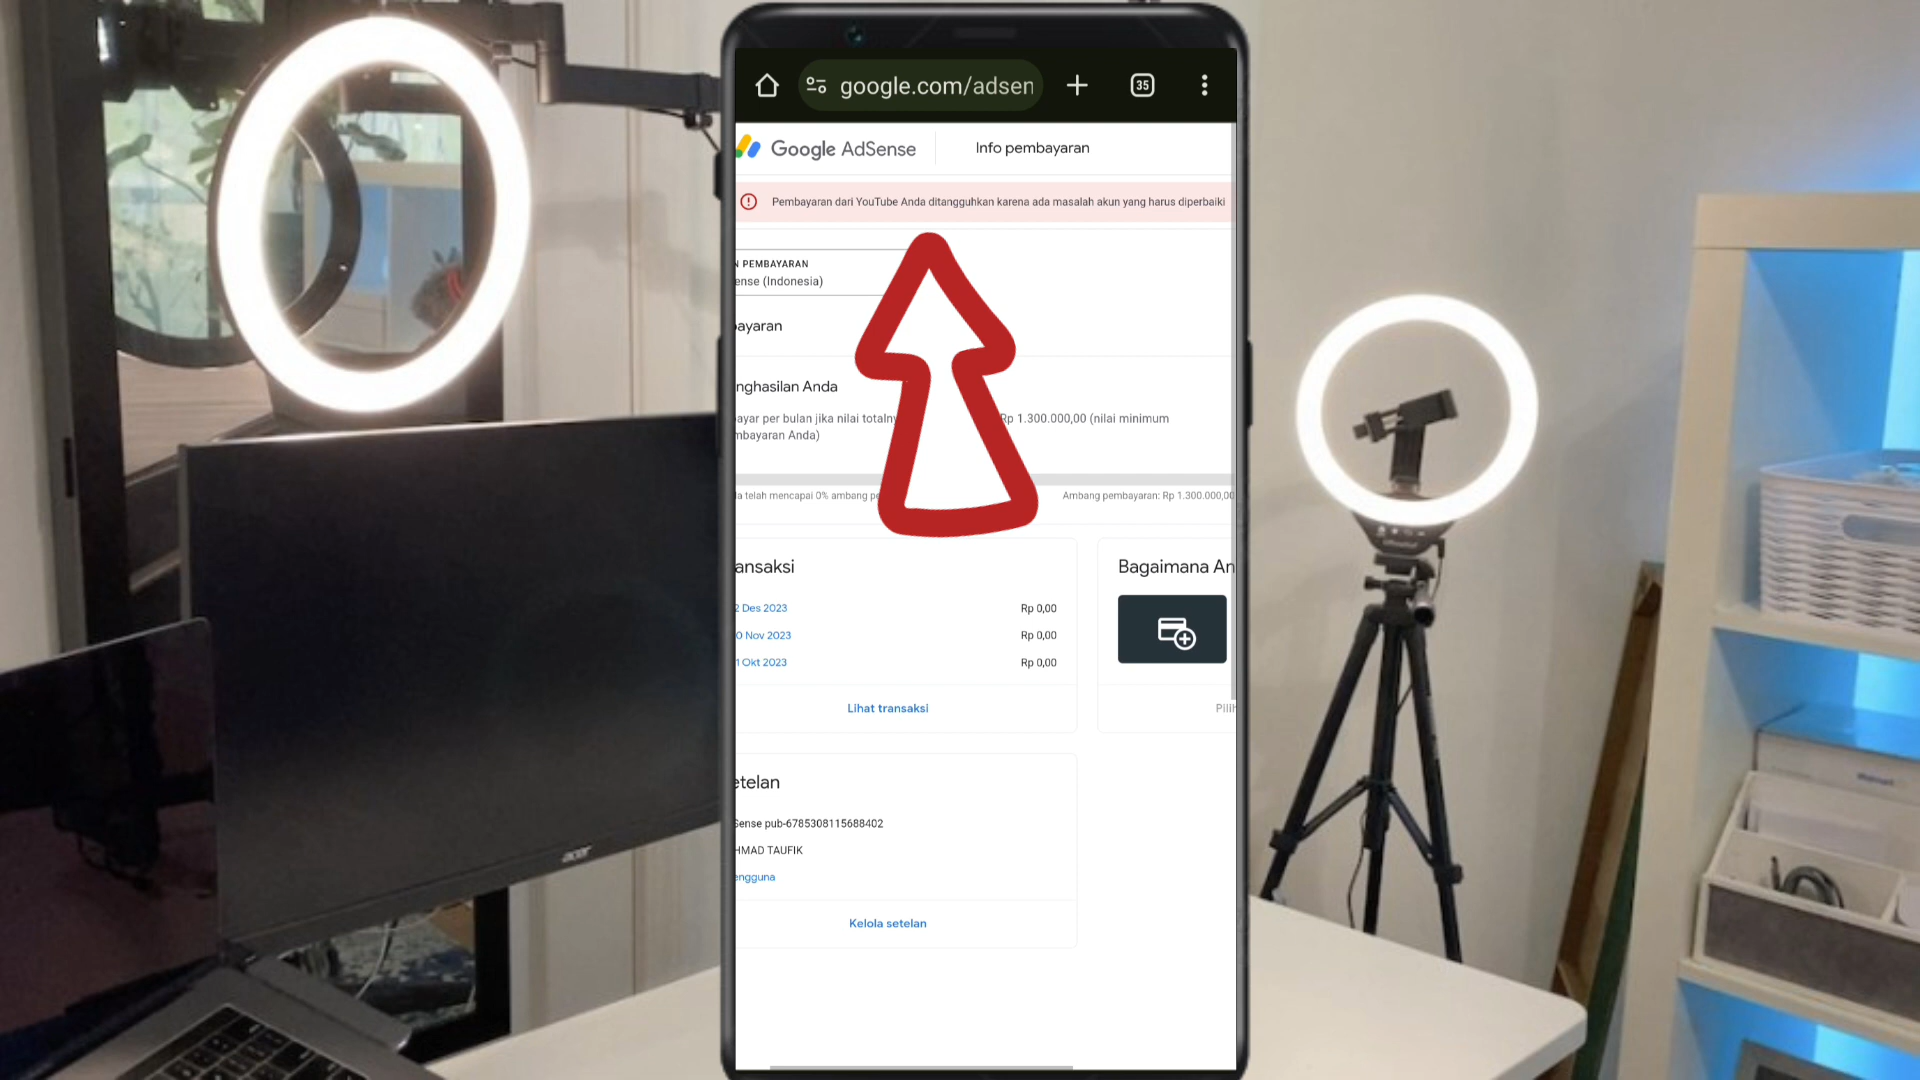 35
google.com/adsen
Google AdSense
Info pembayaran
Pembayaran dari YouTube Anda ditangguhkan karena ada masalah akun yang harus diperbaiki
N PEMBAYARAN
ense (Indonesia)
ayaran
nghasilan Anda
ayar per bulan jika nilai totalny Rp 1.300.000,00 (nilai minimum
mbayaran Anda)
a telah mencapai 0% ambang pe
Ambang pembayaran: Rp 1.300.000,00
ansaksi
2 Des 2023 Rp 0,00
0 Nov 2023 Rp 0,00
1 Okt 2023 Rp 0,00
Lihat transaksi
Bagaimana An
Pilih
etelan
Sense pub-6785308115688402
HMAD TAUFIK
engguna
Kelola setelan
acer